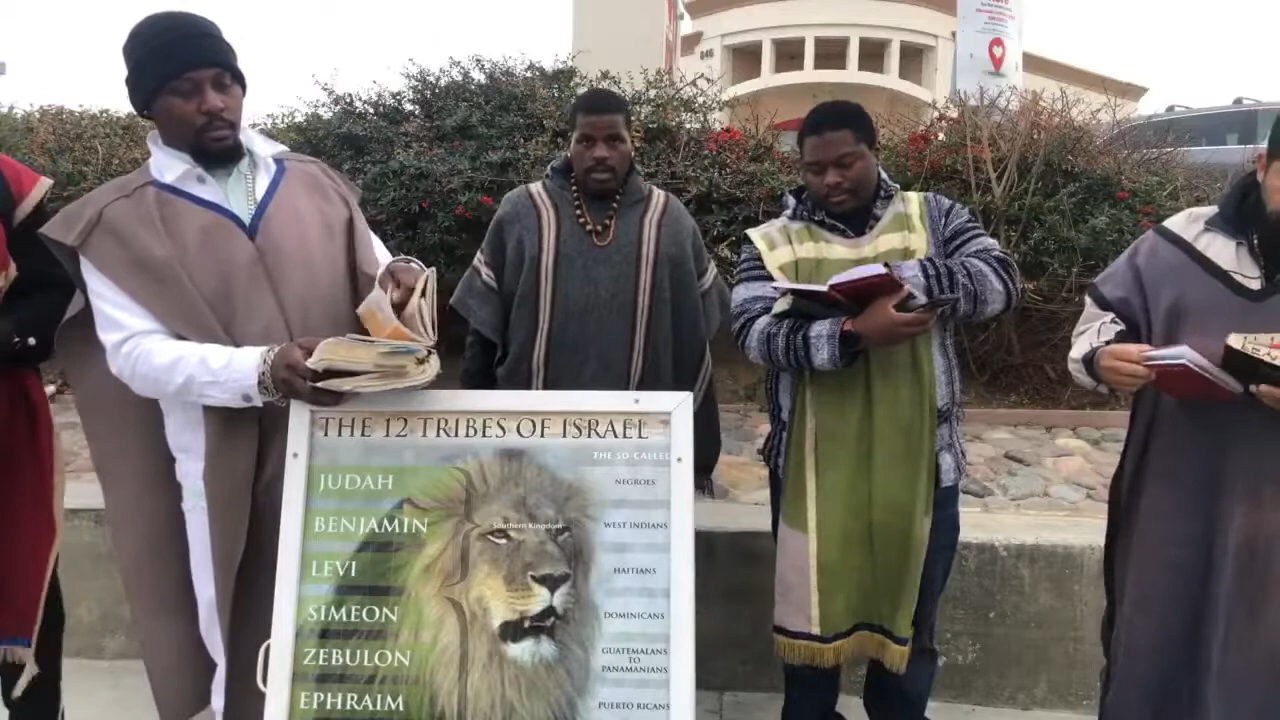 846
THE 12 TRIBES OF ISRAEL
THE SO CALLED
JUDAH
NEGROES
BENJAMIN
Southern Kingdom
WEST INDIANS
LEVI
HAITIANS
SIMEON
DOMINICANS
ZEBULON
GUATEMALANS
TO
PANAMANIANS
EPHRAIM
PUERTO RICANS